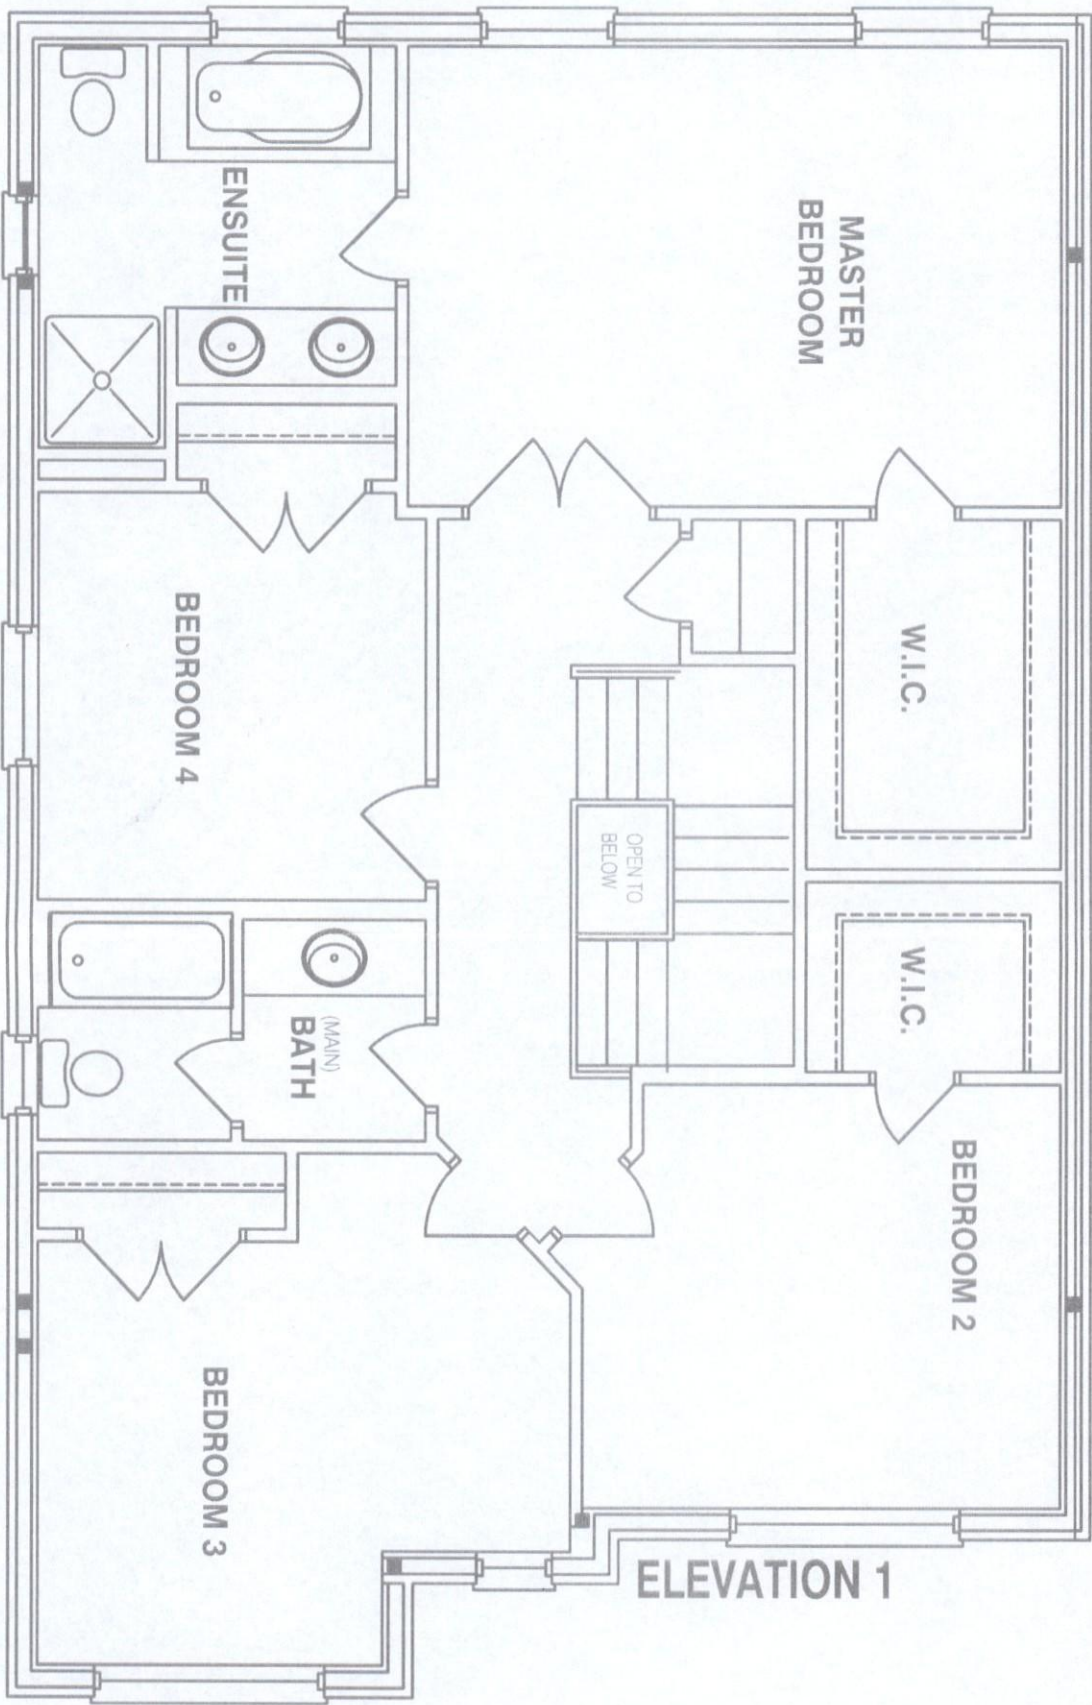 MASTER
BEDROOM
ENSUITE
W.I.C.
BEDROOM 4
OPEN TO
BELOW
W.I.C.
(MAIN)
BATH
BEDROOM 2
BEDROOM 3
ELEVATION 1